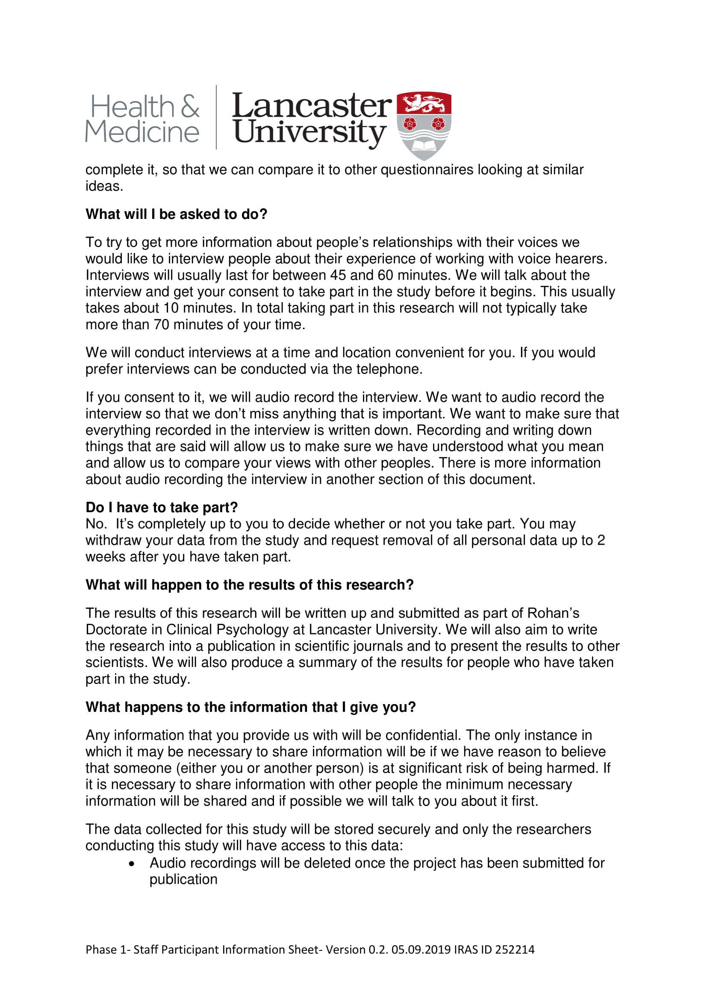 Health &
Medicine
Lancaster
University
complete it, so that we can compare it to other questionnaires looking at similar
ideas.
What will I be asked to do?
To try to get more information about people’s relationships with their voices we
would like to interview people about their experience of working with voice hearers.
Interviews will usually last for between 45 and 60 minutes. We will talk about the
interview and get your consent to take part in the study before it begins. This usually
takes about 10 minutes. In total taking part in this research will not typically take
more than 70 minutes of your time.
We will conduct interviews at a time and location convenient for you. If you would
prefer interviews can be conducted via the telephone.
If you consent to it, we will audio record the interview. We want to audio record the
interview so that we don’t miss anything that is important. We want to make sure that
everything recorded in the interview is written down. Recording and writing down
things that are said will allow us to make sure we have understood what you mean
and allow us to compare your views with other peoples. There is more information
about audio recording the interview in another section of this document.
Do I have to take part?
No.  It’s completely up to you to decide whether or not you take part. You may
withdraw your data from the study and request removal of all personal data up to 2
weeks after you have taken part.
What will happen to the results of this research?
The results of this research will be written up and submitted as part of Rohan’s
Doctorate in Clinical Psychology at Lancaster University. We will also aim to write
the research into a publication in scientific journals and to present the results to other
scientists. We will also produce a summary of the results for people who have taken
part in the study.
What happens to the information that I give you?
Any information that you provide us with will be confidential. The only instance in
which it may be necessary to share information will be if we have reason to believe
that someone (either you or another person) is at significant risk of being harmed. If
it is necessary to share information with other people the minimum necessary
information will be shared and if possible we will talk to you about it first.
The data collected for this study will be stored securely and only the researchers
conducting this study will have access to this data:
• Audio recordings will be deleted once the project has been submitted for
publication
Phase 1- Staff Participant Information Sheet- Version 0.2. 05.09.2019 IRAS ID 252214